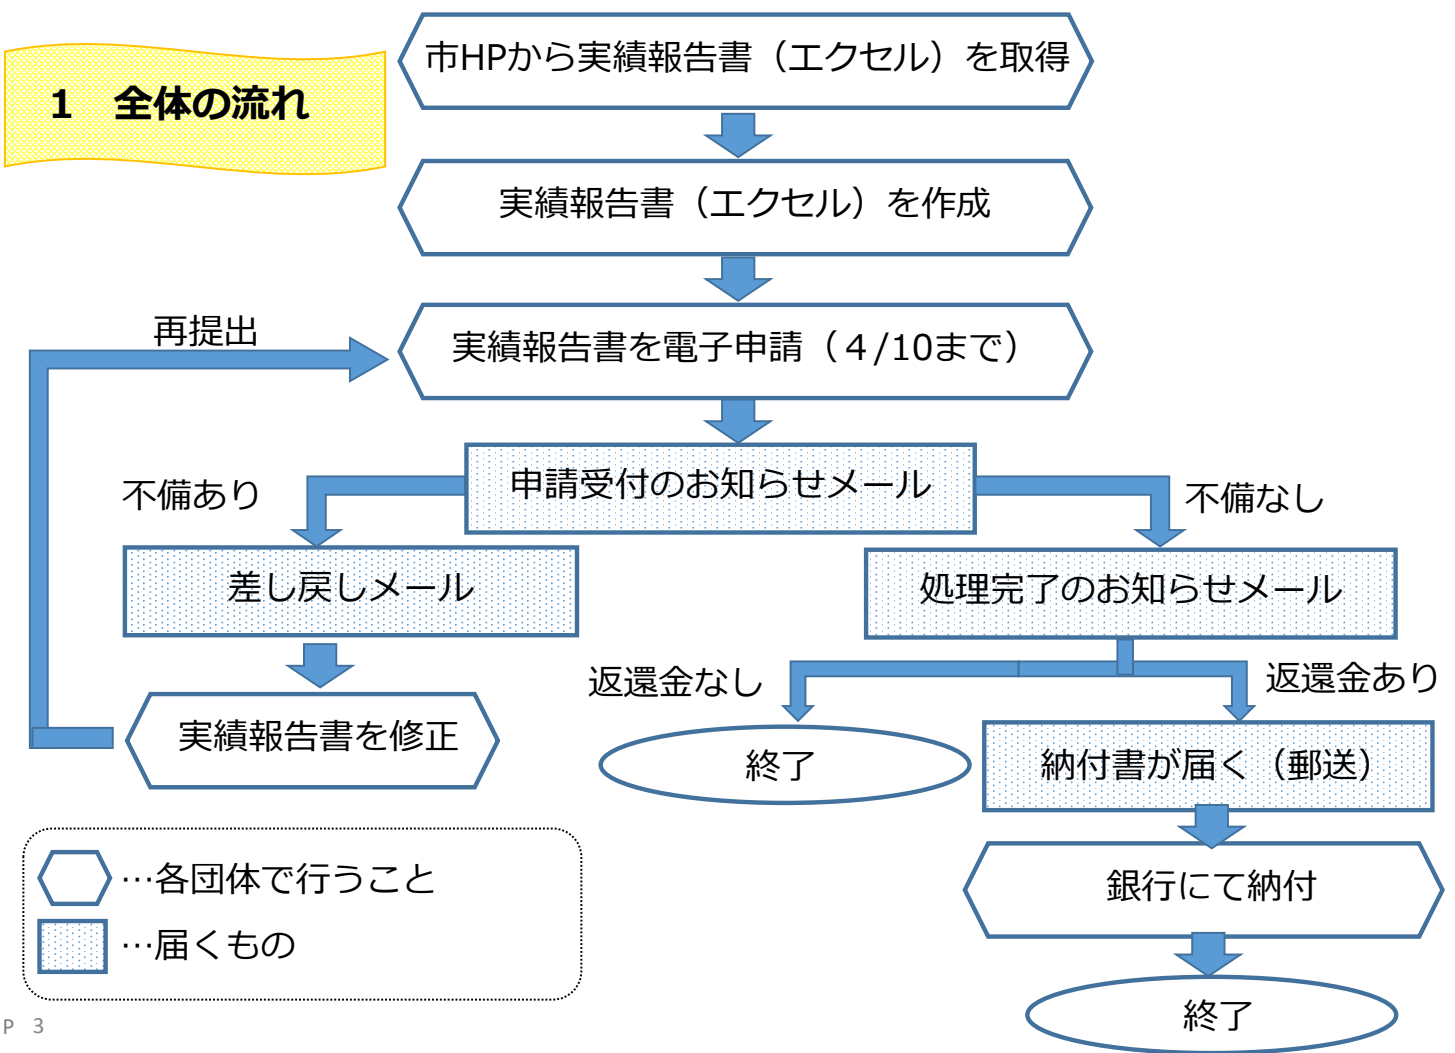 市HPから実績報告書（エクセル）を取得
1　全体の流れ
実績報告書（エクセル）を作成
再提出
実績報告書を電子申請（４/10まで）
申請受付のお知らせメール
不備あり
不備なし
差し戻しメール
処理完了のお知らせメール
返還金なし
返還金あり
実績報告書を修正
終了
納付書が届く（郵送）
…各団体で行うこと
銀行にて納付
…届くもの
終了
P 3